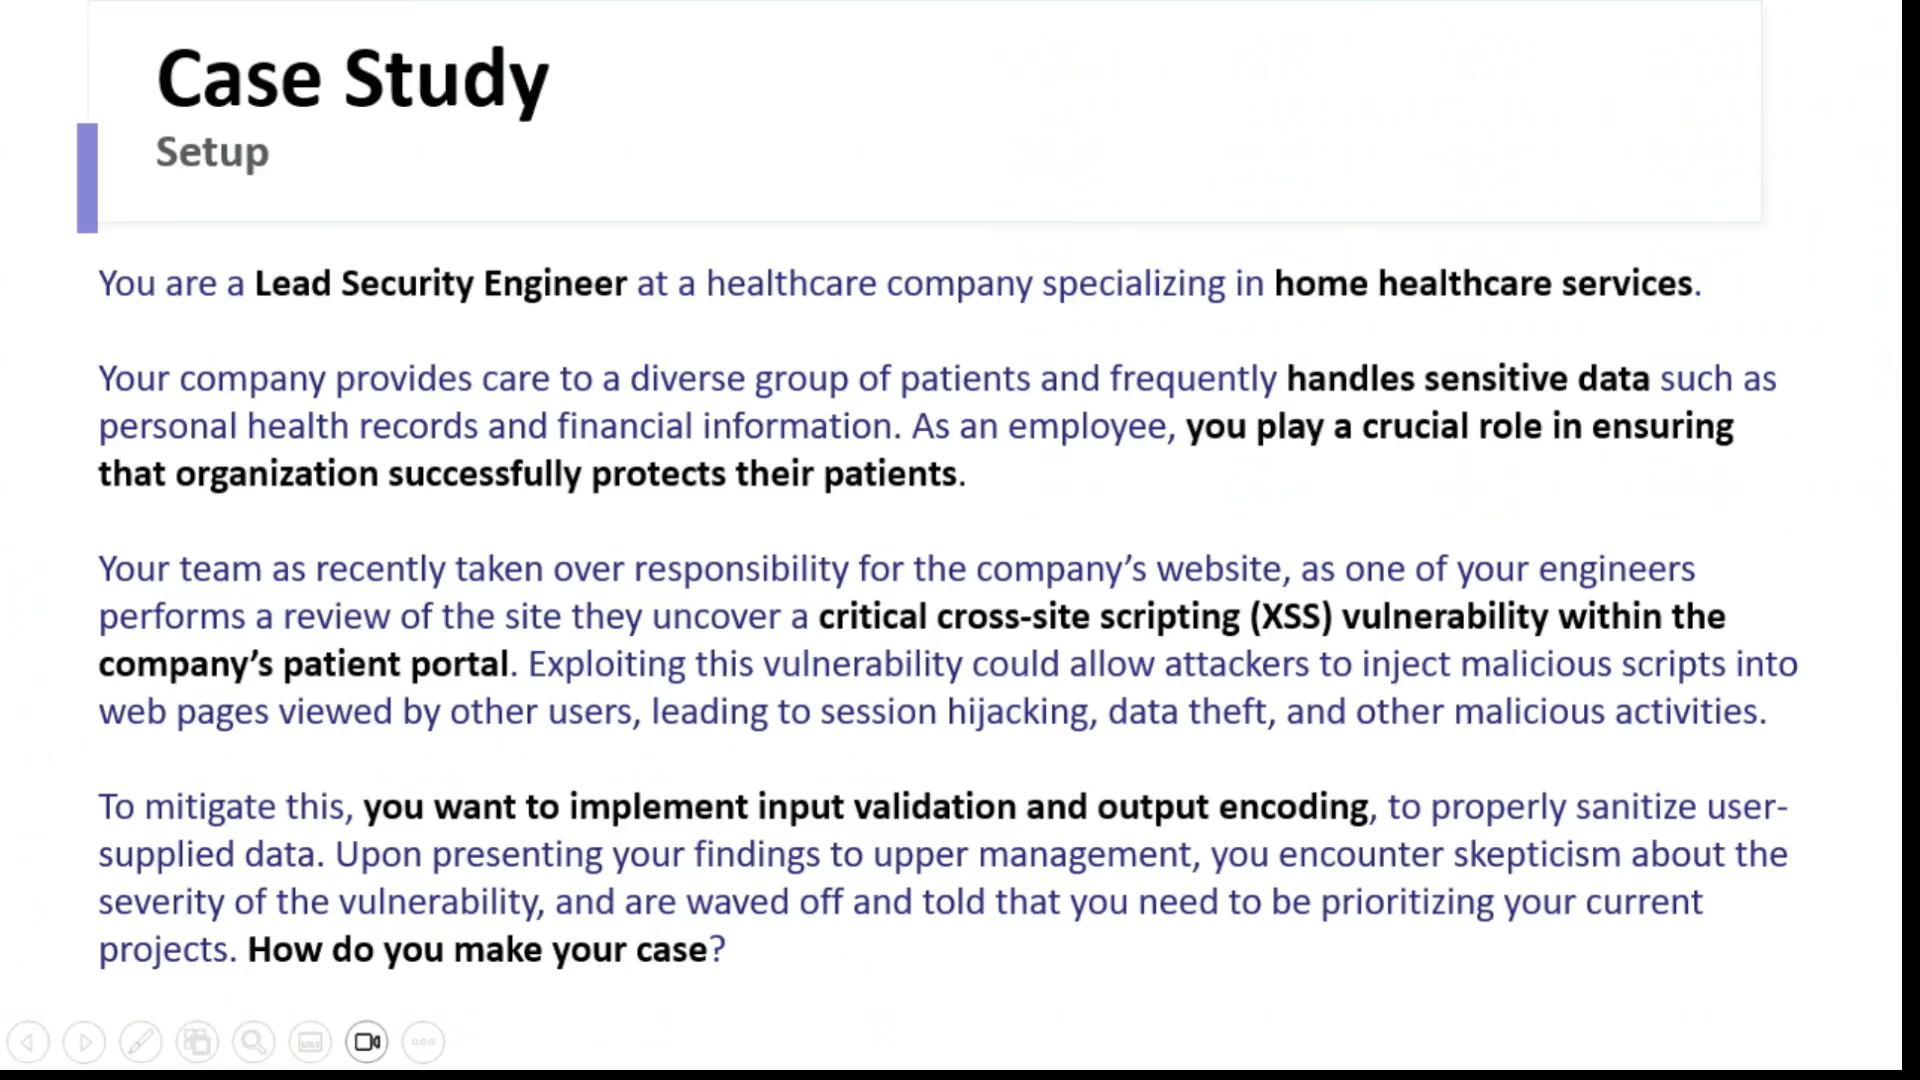 Case Study
Setup
You are a Lead Security Engineer at a healthcare company specializing in home healthcare services.
Your company provides care to a diverse group of patients and frequently handles sensitive data such as
personal health records and financial information. As an employee, you play a crucial role in ensuring
that organization successfully protects their patients.
Your team as recently taken over responsibility for the company’s website, as one of your engineers
performs a review of the site they uncover a critical cross-site scripting (XSS) vulnerability within the
company’s patient portal. Exploiting this vulnerability could allow attackers to inject malicious scripts into
web pages viewed by other users, leading to session hijacking, data theft, and other malicious activities.
To mitigate this, you want to implement input validation and output encoding, to properly sanitize user-
supplied data. Upon presenting your findings to upper management, you encounter skepticism about the
severity of the vulnerability, and are waved off and told that you need to be prioritizing your current
projects. How do you make your case?